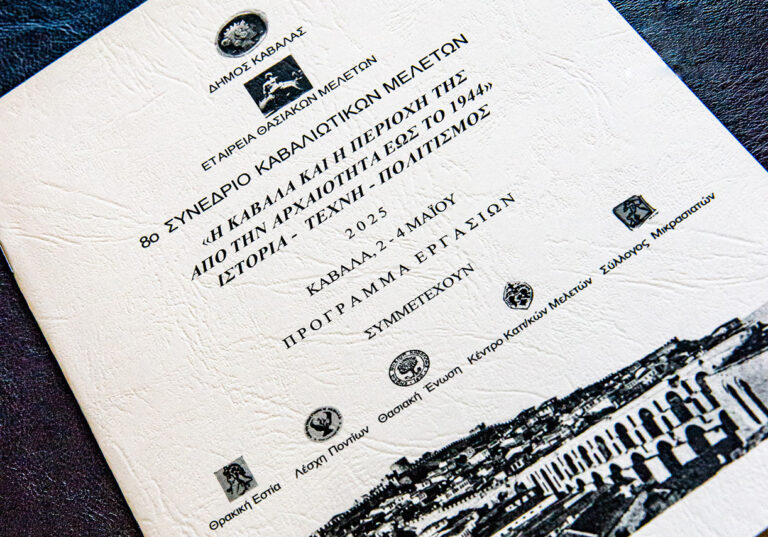 ΔΗΜΟΣ ΚΑΒΑΛΑΣ
ΕΤΑΙΡΕΙΑ ΘΑΣΙΑΚΩΝ ΜΕΛΕΤΩΝ
8ο ΣΥΝΕΔΡΙΟ ΚΑΒΑΛΙΩΤΙΚΩΝ ΜΕΛΕΤΩΝ
«Η ΚΑΒΑΛΑ ΚΑΙ Η ΠΕΡΙΟΧΗ ΤΗΣ
ΑΠΟ ΤΗΝ ΑΡΧΑΙΟΤΗΤΑ ΕΩΣ ΤΟ 1944»
ΙΣΤΟΡΙΑ - ΤΕΧΝΗ - ΠΟΛΙΤΙΣΜΟΣ
2025
ΚΑΒΑΛΑ, 2 - 4 ΜΑΪΟΥ
ΠΡΟΓΡΑΜΜΑ ΕΡΓΑΣΙΩΝ
ΣΥΜΜΕΤΕΧΟΥΝ
Θρακική Εστία Λέσχη Ποντίων Θασιακή Ένωση Κέντρο Καπ/κών Μελετών Σύλλογος Μικρασιατών